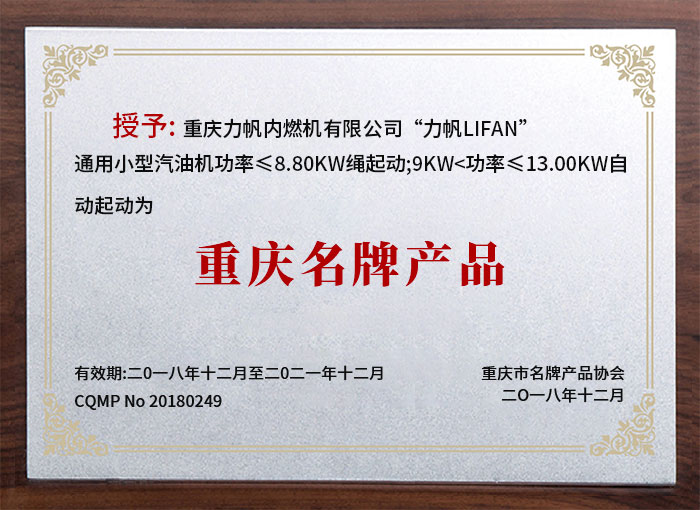 授予: 重庆力帆内燃机有限公司“力帆LIFAN”
通用小型汽油机功率≤8.80KW绳起动;9KW<功率≤13.00KW自
动起动为
重庆名牌产品
有效期:二0一八年十二月至二0二一年十二月
CQMP No 20180249
重庆市名牌产品协会
二O一八年十二月